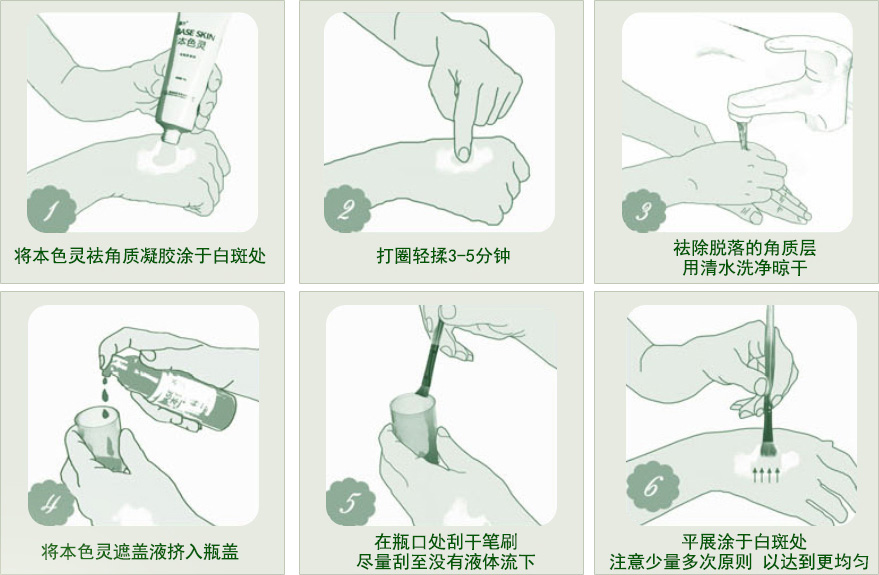 BASE SKIN
本色灵
1
将本色灵祛角质凝胶涂于白斑处
2
打圈轻揉3-5分钟
3
祛除脱落的角质层
用清水洗净晾干
4
将本色灵遮盖液挤入瓶盖
5
在瓶口处刮干笔刷
尽量刮至没有液体流下
6
平展涂于白斑处
注意少量多次原则 以达到更均匀